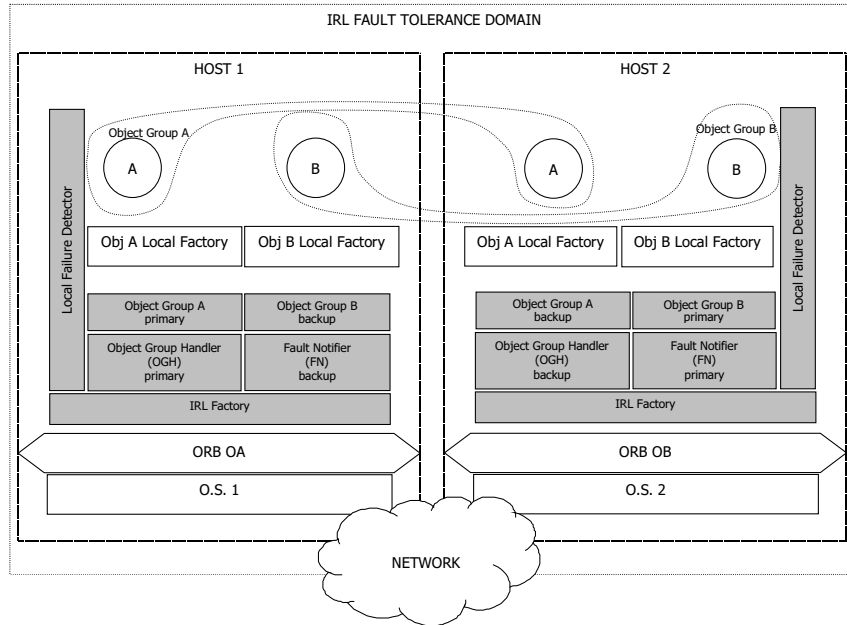 IRL FAULT TOLERANCE DOMAIN
HOST 1
Local Failure Detector
Object Group A
A
B
Obj A Local Factory
Obj B Local Factory
Object Group A
primary
Object Group B
backup
Object Group Handler
(OGH)
primary
Fault Notifier
(FN)
backup
IRL Factory
ORB OA
O.S. 1
HOST 2
Object Group B
A
B
Local Failure Detector
Obj A Local Factory
Obj B Local Factory
Object Group A
backup
Object Group B
primary
Object Group Handler
(OGH)
backup
Fault Notifier
(FN)
primary
IRL Factory
ORB OB
O.S. 2
NETWORK